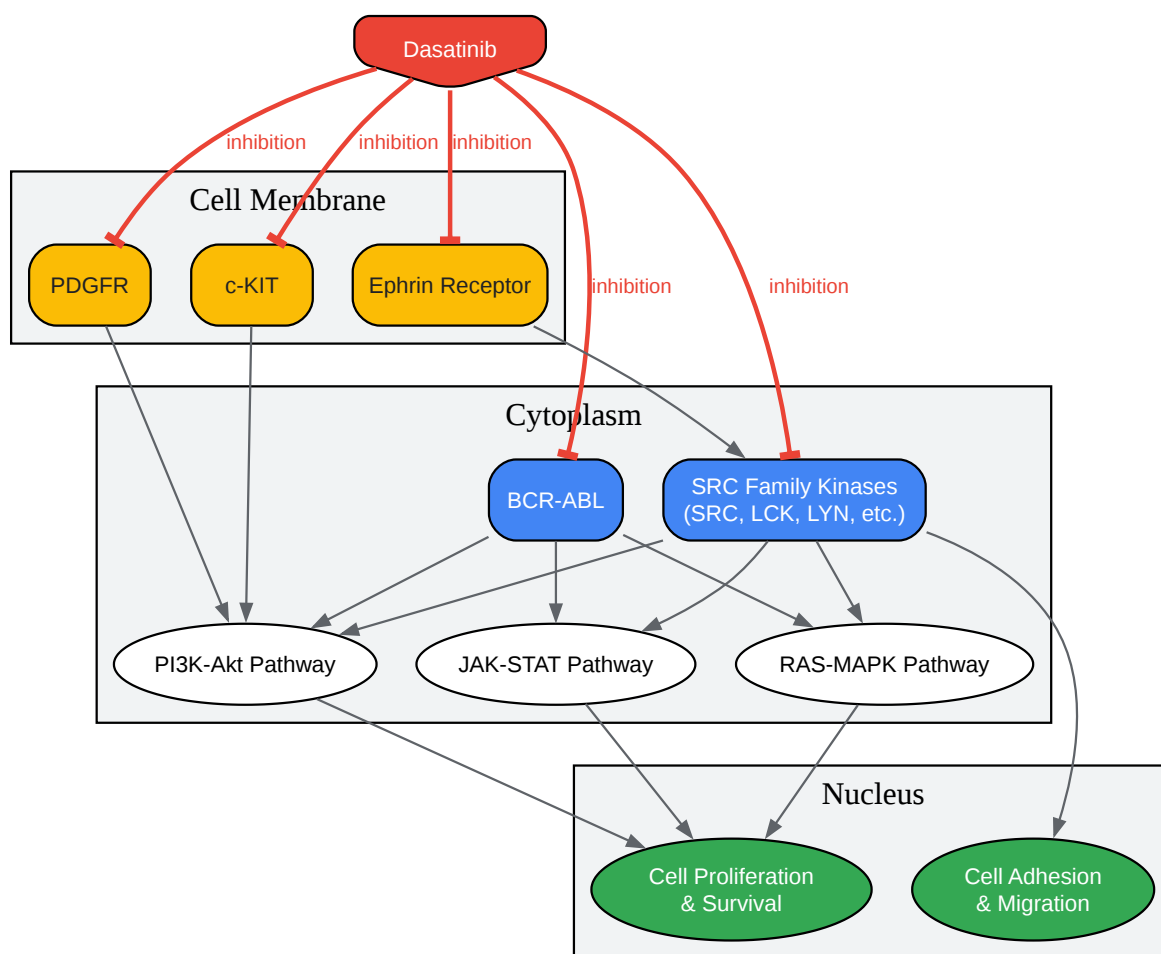 Dasatinib
inhibition
inhibition
inhibition
Cell Membrane
PDGFR
c-KIT
Ephrin Receptor
inhibition
inhibition
Cytoplasm
BCR-ABL
SRC Family Kinases
(SRC, LCK, LYN, etc.)
PI3K-Akt Pathway
JAK-STAT Pathway
RAS-MAPK Pathway
Nucleus
Cell Proliferation
& Survival
Cell Adhesion
& Migration